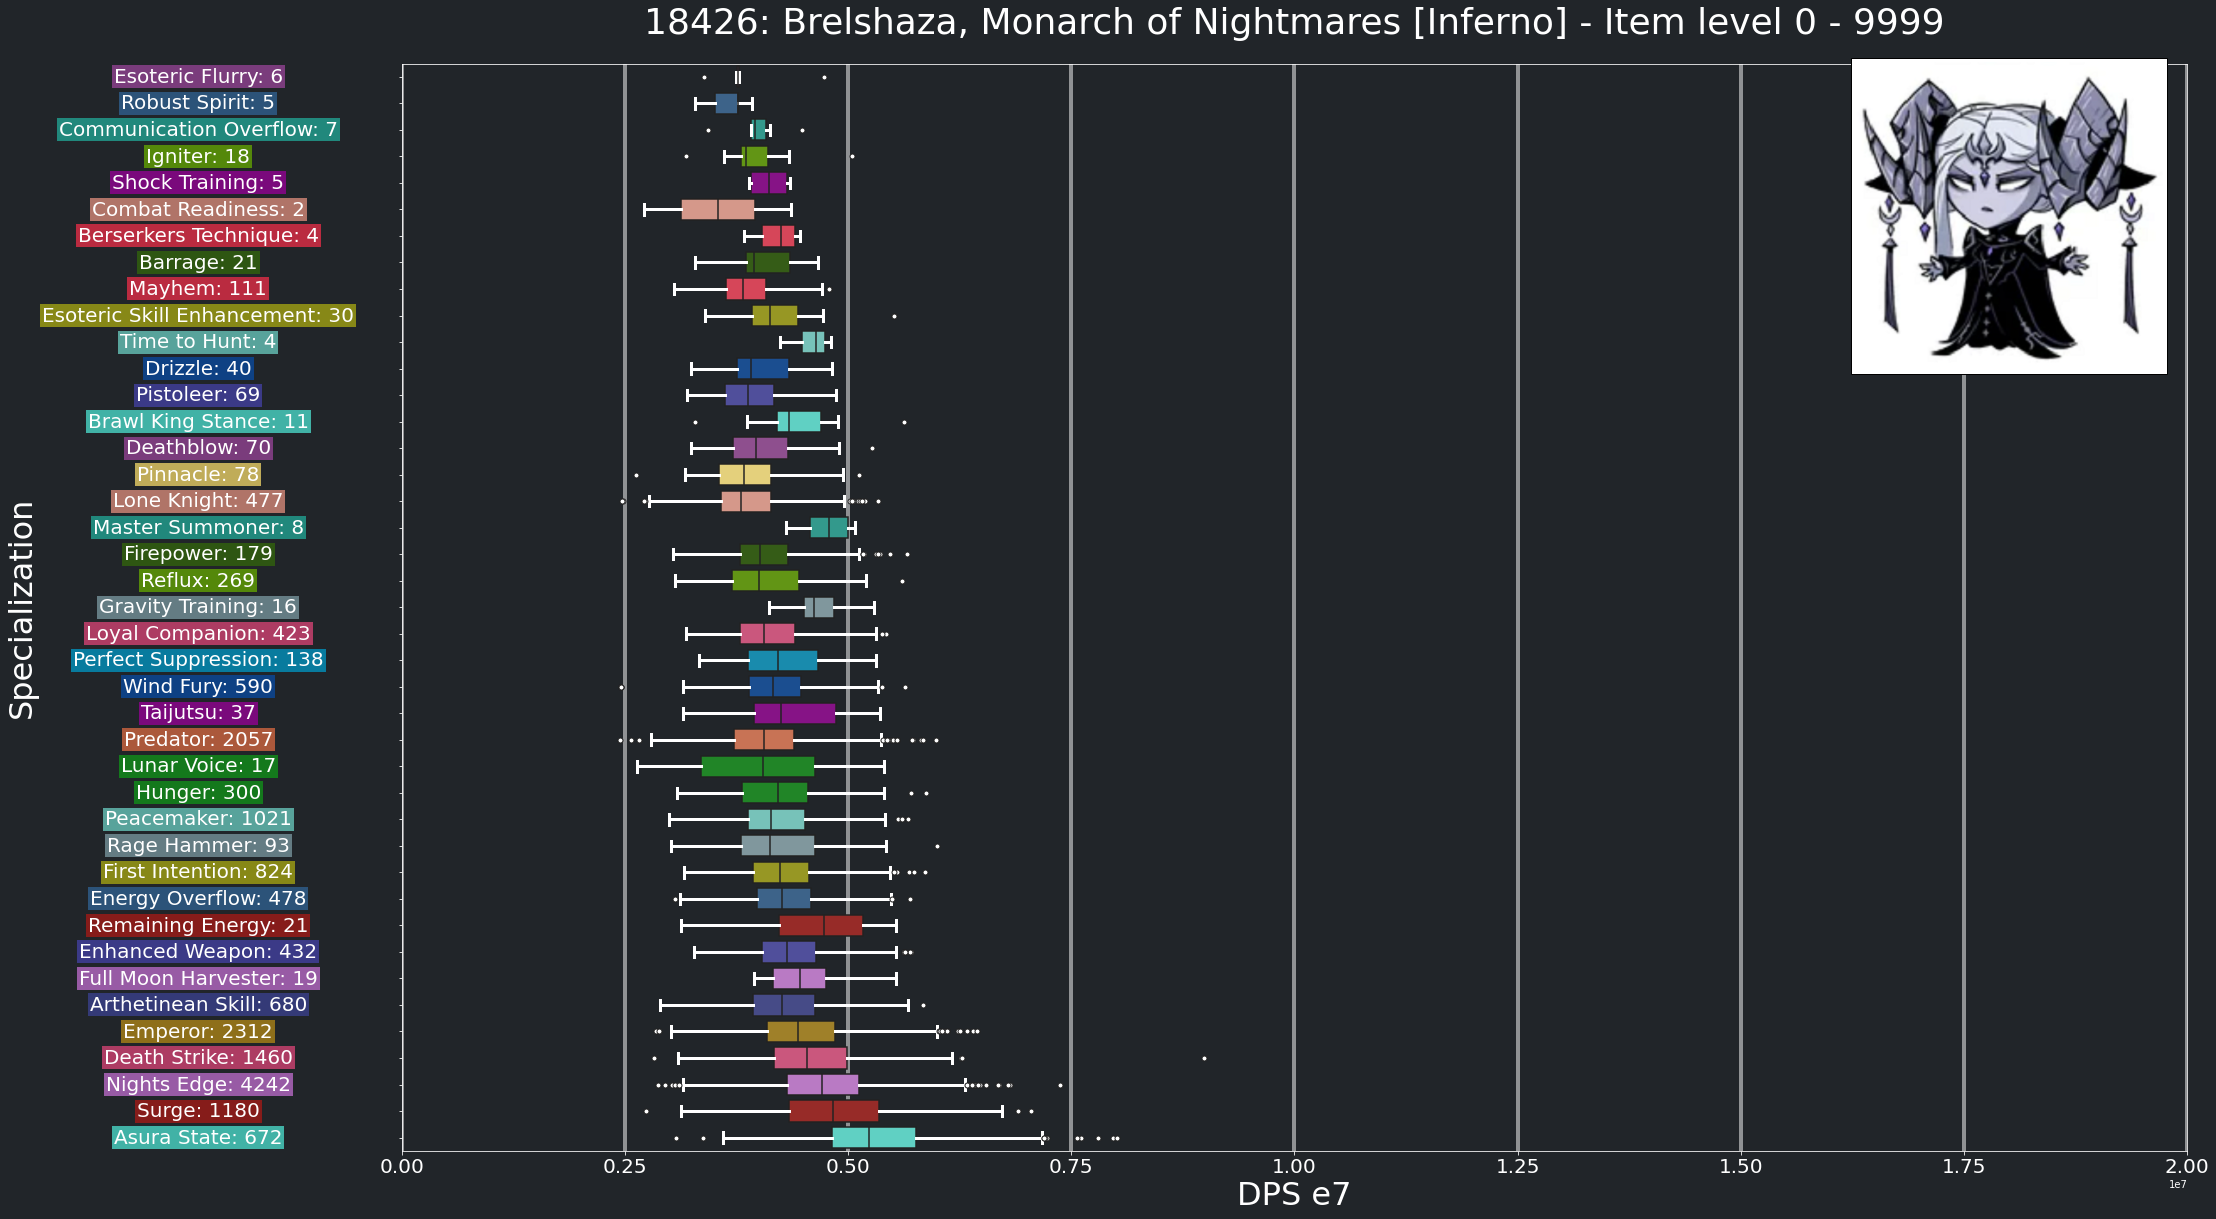 18426: Brelshaza, Monarch of Nightmares [Inferno] - Item level 0 - 9999
Specialization
Esoteric Flurry: 6
Robust Spirit: 5
Communication Overflow: 7
Igniter: 18
Shock Training: 5
Combat Readiness: 2
Berserkers Technique: 4
Barrage: 21
Mayhem: 111
Esoteric Skill Enhancement: 30
Time to Hunt: 4
Drizzle: 40
Pistoleer: 69
Brawl King Stance: 11
Deathblow: 70
Pinnacle: 78
Lone Knight: 477
Master Summoner: 8
Firepower: 179
Reflux: 269
Gravity Training: 16
Loyal Companion: 423
Perfect Suppression: 138
Wind Fury: 590
Taijutsu: 37
Predator: 2057
Lunar Voice: 17
Hunger: 300
Peacemaker: 1021
Rage Hammer: 93
First Intention: 824
Energy Overflow: 478
Remaining Energy: 21
Enhanced Weapon: 432
Full Moon Harvester: 19
Arthetinean Skill: 680
Emperor: 2312
Death Strike: 1460
Nights Edge: 4242
Surge: 1180
Asura State: 672
0.00 0.25 0.50 0.75 1.00 1.25 1.50 1.75 2.00
1e7
DPS e7